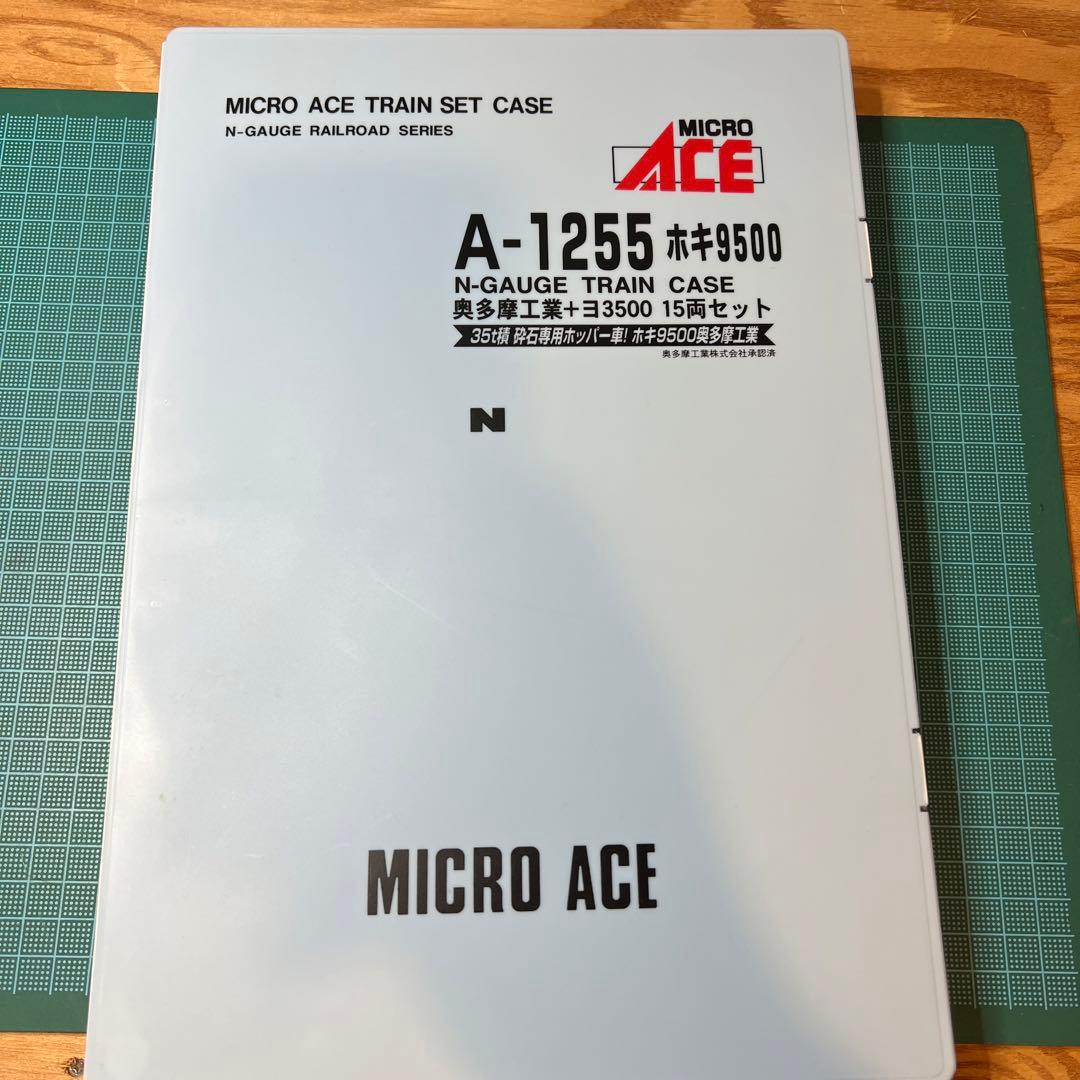 MICRO ACE TRAIN SET CASE
N-GAUGE RAILROAD SERIES
MICRO
ACE
A-1255 ホキ9500
N-GAUGE TRAIN CASE
奥多摩工業+ヨ3500 15両セット
35t積 砕石専用ホッパー車! ホキ9500奥多摩工業
奥多摩工業株式会社承認済
N
MICRO ACE